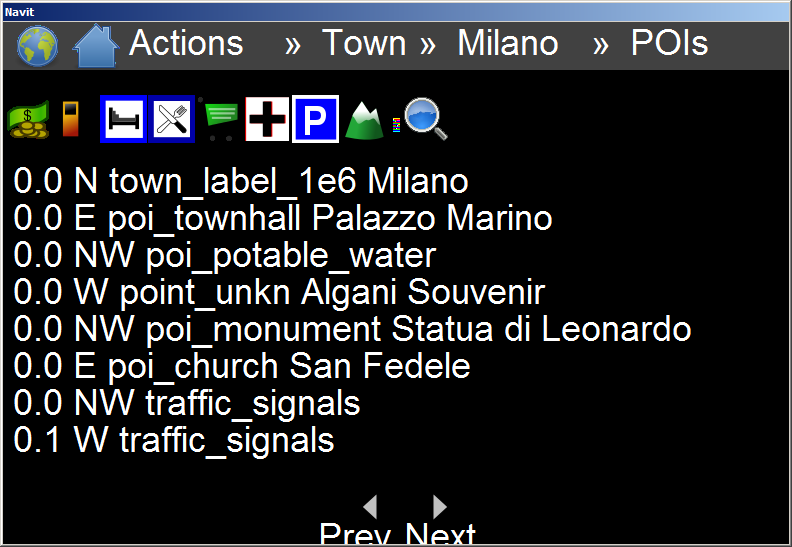 Navit
Actions » Town » Milano » POIs
$ P
0.0 N town_label_1e6 Milano
0.0 E poi_townhall Palazzo Marino
0.0 NW poi_potable_water
0.0 W point_unkn Algani Souvenir
0.0 NW poi_monument Statua di Leonardo
0.0 E poi_church San Fedele
0.0 NW traffic_signals
0.1 W traffic_signals
Prev Next